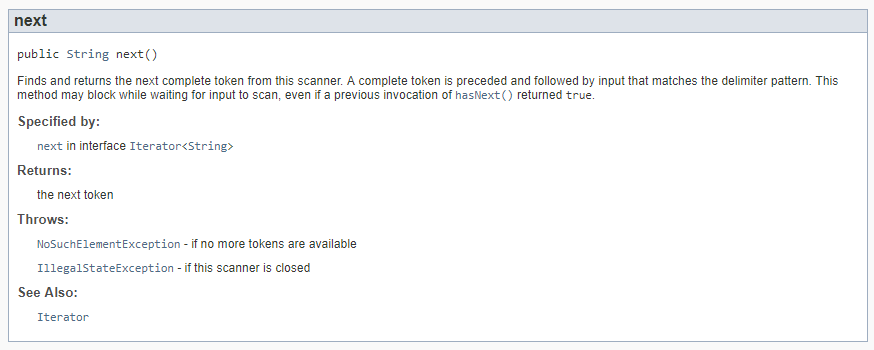 next
public String next()
Finds and returns the next complete token from this scanner. A complete token is preceded and followed by input that matches the delimiter pattern. This
method may block while waiting for input to scan, even if a previous invocation of hasNext() returned true.
Specified by:
next in interface Iterator<String>
Returns:
the next token
Throws:
NoSuchElementException - if no more tokens are available
IllegalStateException - if this scanner is closed
See Also:
Iterator